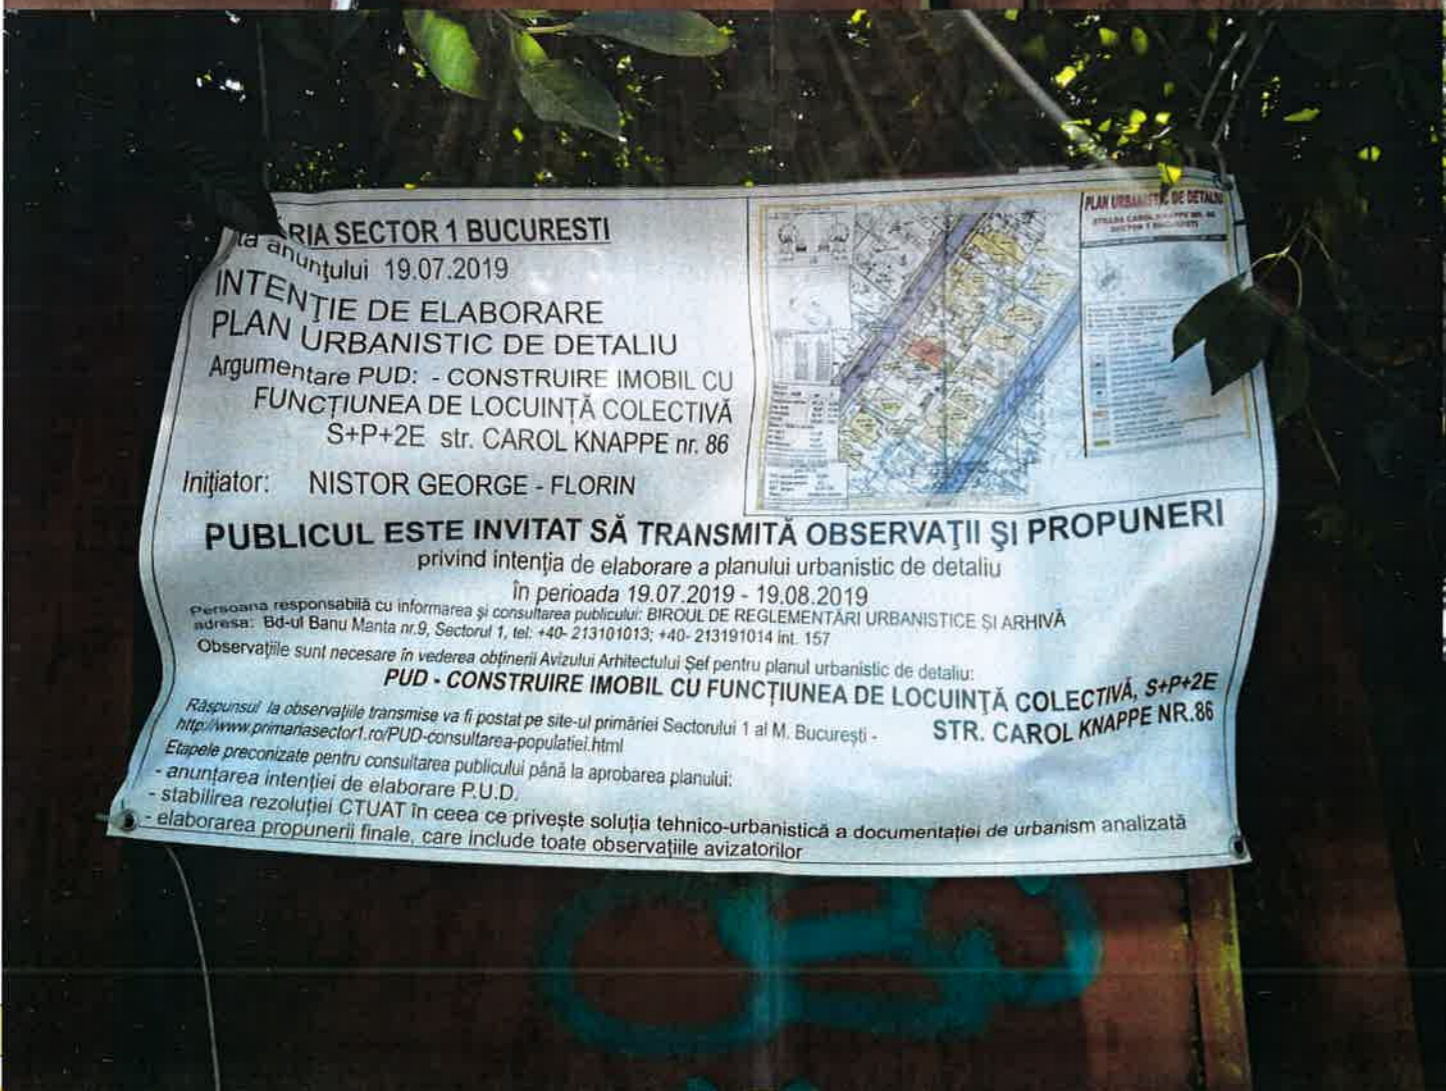 RIA SECTOR 1 BUCURESTI
ta anunțului 19.07.2019
INTENȚIE DE ELABORARE
PLAN URBANISTIC DE DETALIU
Argumentare PUD: - CONSTRUIRE IMOBIL CU
FUNCȚIUNEA DE LOCUINȚĂ COLECTIVĂ
S+P+2E str. CAROL KNAPPE nr. 86
Inițiator: NISTOR GEORGE - FLORIN
PLAN URBANISTIC DE DETALIU
STRADA CAROL KNAPPE NR. 86
SECTOR 1 BUCURESTI
PUBLICUL ESTE INVITAT SĂ TRANSMITĂ OBSERVAŢII ŞI PROPUNERI
privind intenția de elaborare a planului urbanistic de detaliu
în perioada 19.07.2019 - 19.08.2019
Persoana responsabilă cu informarea și consultarea publicului: BIROUL DE REGLEMENTĂRI URBANISTICE ȘI ARHIVĂ
adresa: Bd-ul Banu Manta nr.9, Sectorul 1, tel: +40- 213101013; +40- 213191014 int. 157
Observațiile sunt necesare în vederea obținerii Avizului Arhitectului Șef pentru planul urbanistic de detaliu:
PUD - CONSTRUIRE IMOBIL CU FUNCȚIUNEA DE LOCUINȚĂ COLECTIVĂ, S+P+2E
STR. CAROL KNAPPE NR.86
Răspunsul la observațiile transmise va fi postat pe site-ul primăriei Sectorului 1 al M. București -
http://www.primariasector1.ro/PUD-consultarea-populatiei.html
Etapele preconizate pentru consultarea publicului până la aprobarea planului:
- anunțarea intenției de elaborare P.U.D.
- stabilirea rezoluției CTUAT în ceea ce privește soluția tehnico-urbanistică a documentației de urbanism analizată
- elaborarea propunerii finale, care include toate observațiile avizatorilor